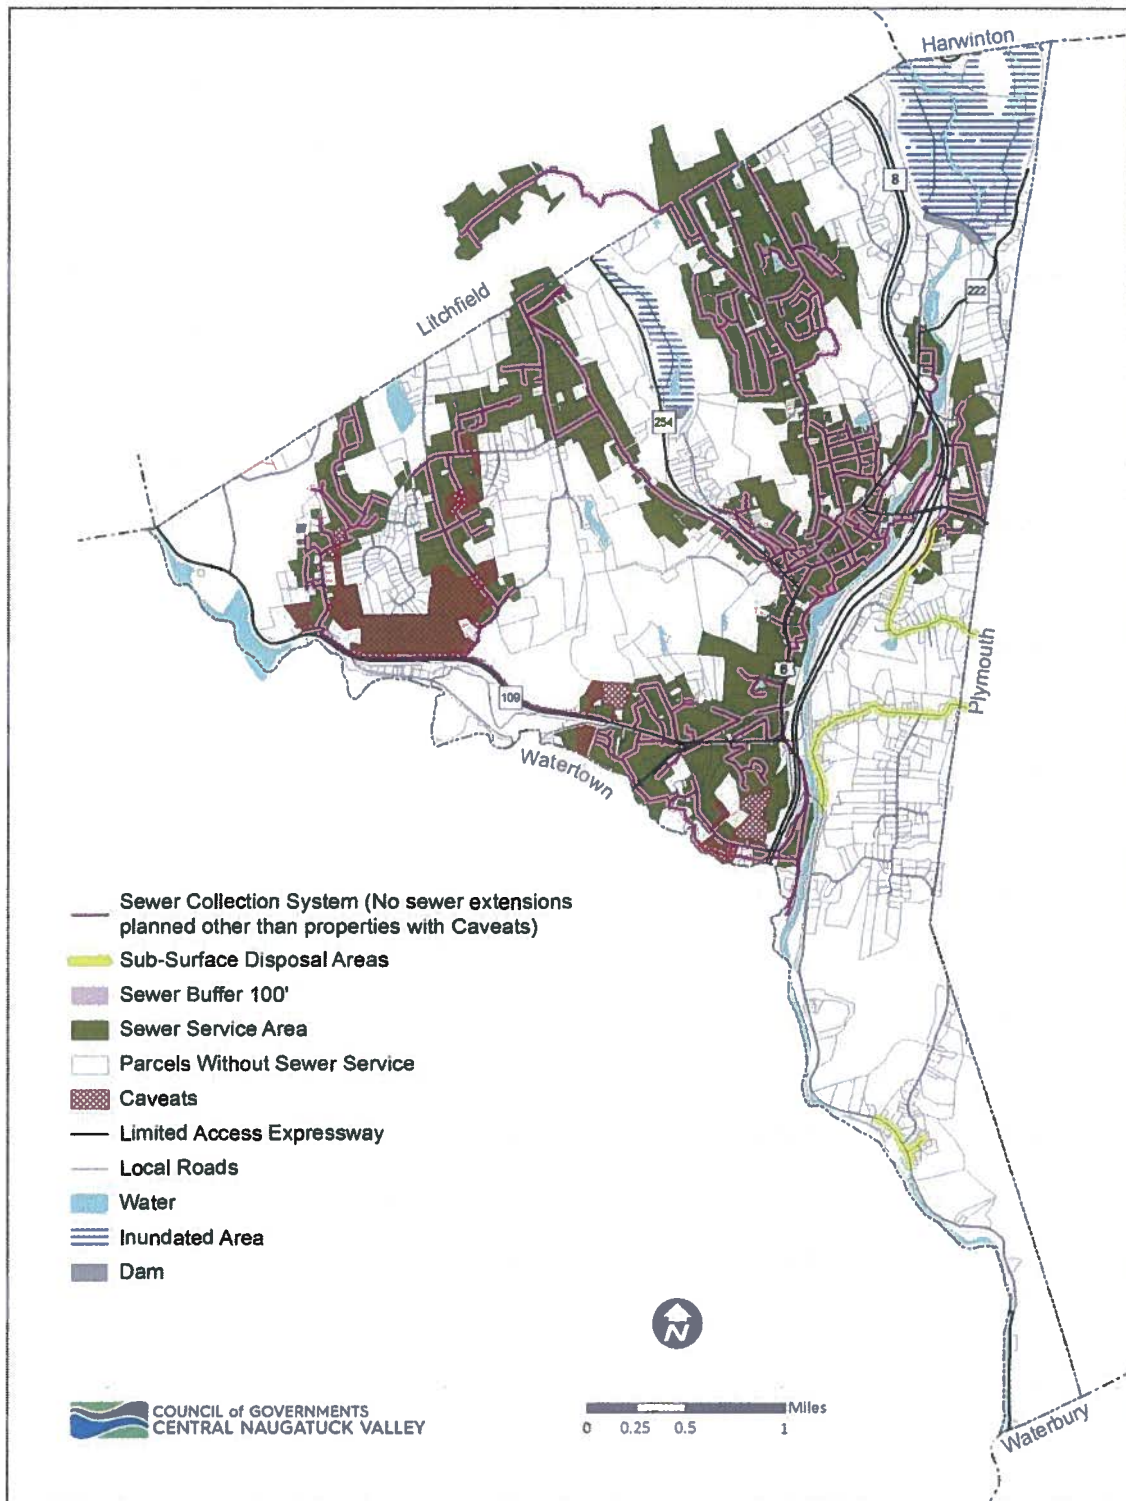 Harwinton
8
Litchfield
222
254
Plymouth
6
109
Watertown
Sewer Collection System (No sewer extensions
planned other than properties with Caveats)
Sub-Surface Disposal Areas
Sewer Buffer 100'
Sewer Service Area
Parcels Without Sewer Service
Caveats
Limited Access Expressway
Local Roads
Water
Inundated Area
Dam
N
COUNCIL of GOVERNMENTS
CENTRAL NAUGATUCK VALLEY
Miles
0 0.25 0.5 1
Waterbury